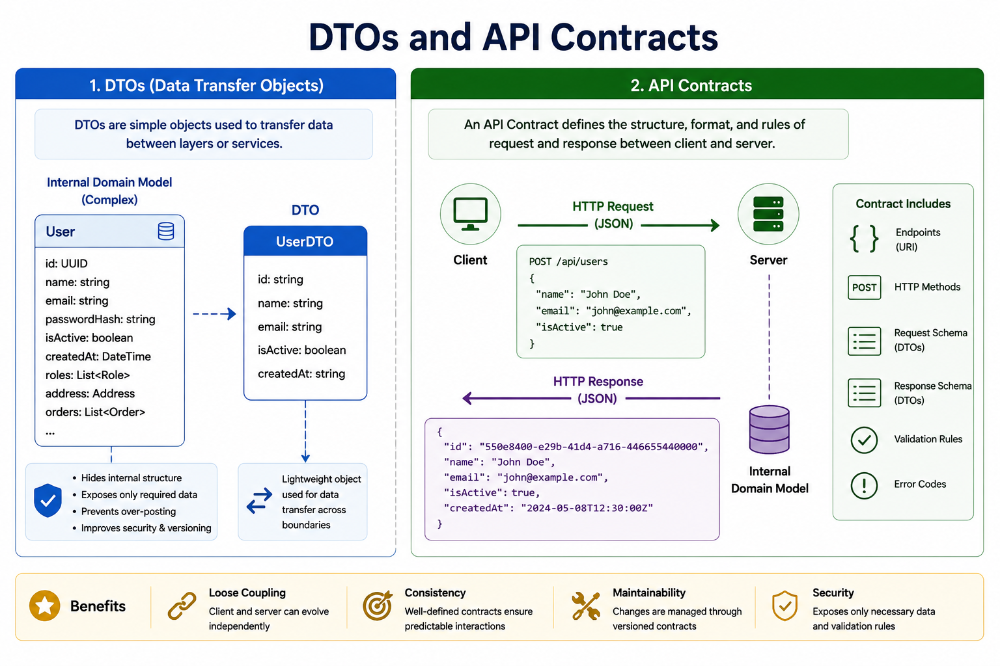 DTOs and API Contracts
1. DTOs (Data Transfer Objects)
DTOs are simple objects used to transfer data
between layers or services.
Internal Domain Model
(Complex)
User
id: UUID
name: string
email: string
passwordHash: string
isActive: boolean
createdAt: DateTime
roles: List<Role>
address: Address
orders: List<Order>
...
DTO
UserDTO
id: string
name: string
email: string
isActive: boolean
createdAt: string
• Hides internal structure
• Exposes only required data
• Prevents over-posting
• Improves security & versioning
Lightweight object
used for data
transfer across
boundaries
2. API Contracts
An API Contract defines the structure, format, and rules of
request and response between client and server.
Client
HTTP Request
(JSON)
POST /api/users
{
"name": "John Doe",
"email": "john@example.com",
"isActive": true
}
Server
HTTP Response
(JSON)
{
"id": "550e8400-e29b-41d4-a716-446655440000",
"name": "John Doe",
"email": "john@example.com",
"isActive": true,
"createdAt": "2024-05-08T12:30:00Z"
}
Internal
Domain Model
Contract Includes
{ }
Endpoints
(URI)
POST
HTTP Methods
Request Schema
(DTOs)
Response Schema
(DTOs)
Validation Rules
Error Codes
Benefits
Loose Coupling
Client and server can evolve
independently
Consistency
Well-defined contracts ensure
predictable interactions
Maintainability
Changes are managed through
versioned contracts
Security
Exposes only necessary data
and validation rules